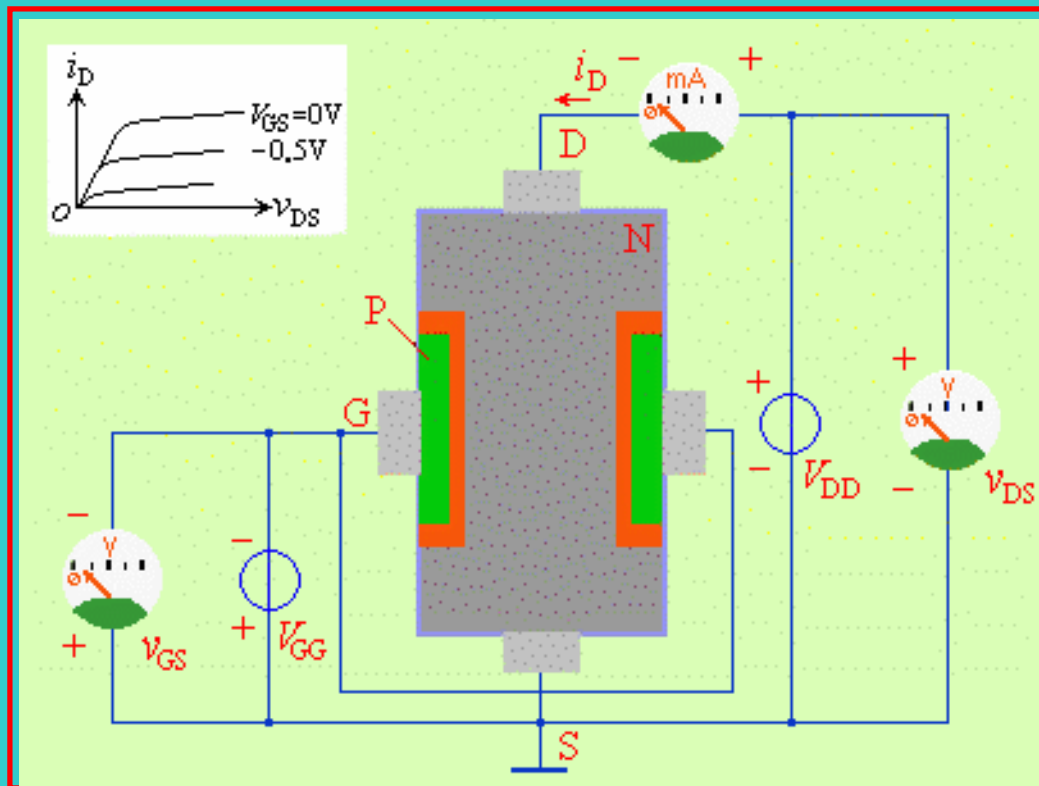 iD
VGS=0V
-0.5V
O
vDS
iD
− mA +
D
N
P
G
+
V
−
VDD
+
V
−
vDS
−
V
+
vGS
−
+
VGG
S